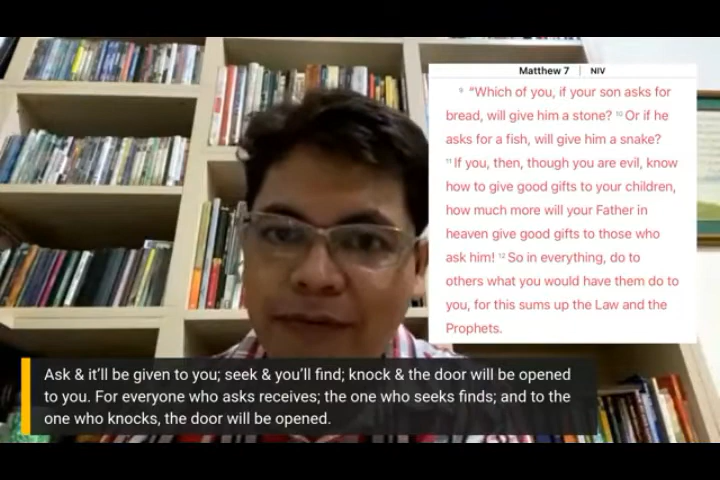 Matthew 7 | NIV
9 “Which of you, if your son asks for
bread, will give him a stone? 10 Or if he
asks for a fish, will give him a snake?
11 If you, then, though you are evil, know
how to give good gifts to your children,
how much more will your Father in
heaven give good gifts to those who
ask him! 12 So in everything, do to
others what you would have them do to
you, for this sums up the Law and the
Prophets.
Ask & it’ll be given to you; seek & you’ll find; knock & the door will be opened
to you. For everyone who asks receives; the one who seeks finds; and to the
one who knocks, the door will be opened.